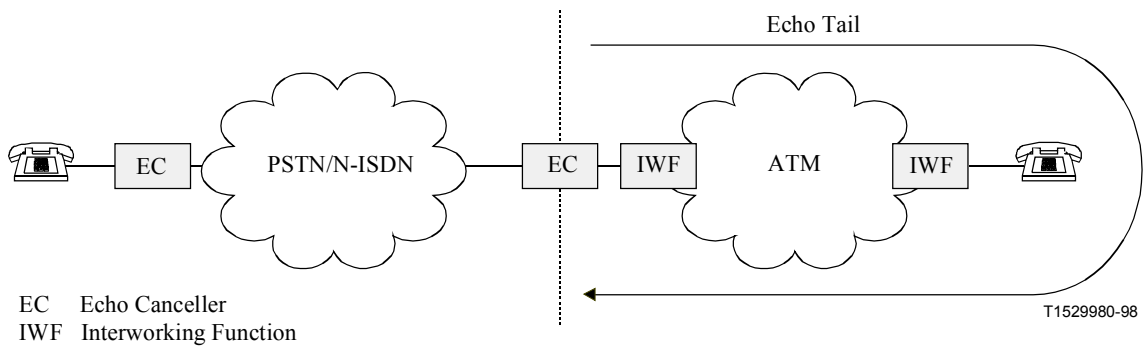 Echo Tail
EC
PSTN/N-ISDN
EC
IWF
ATM
IWF
EC Echo Canceller
IWF Interworking Function
T1529980-98